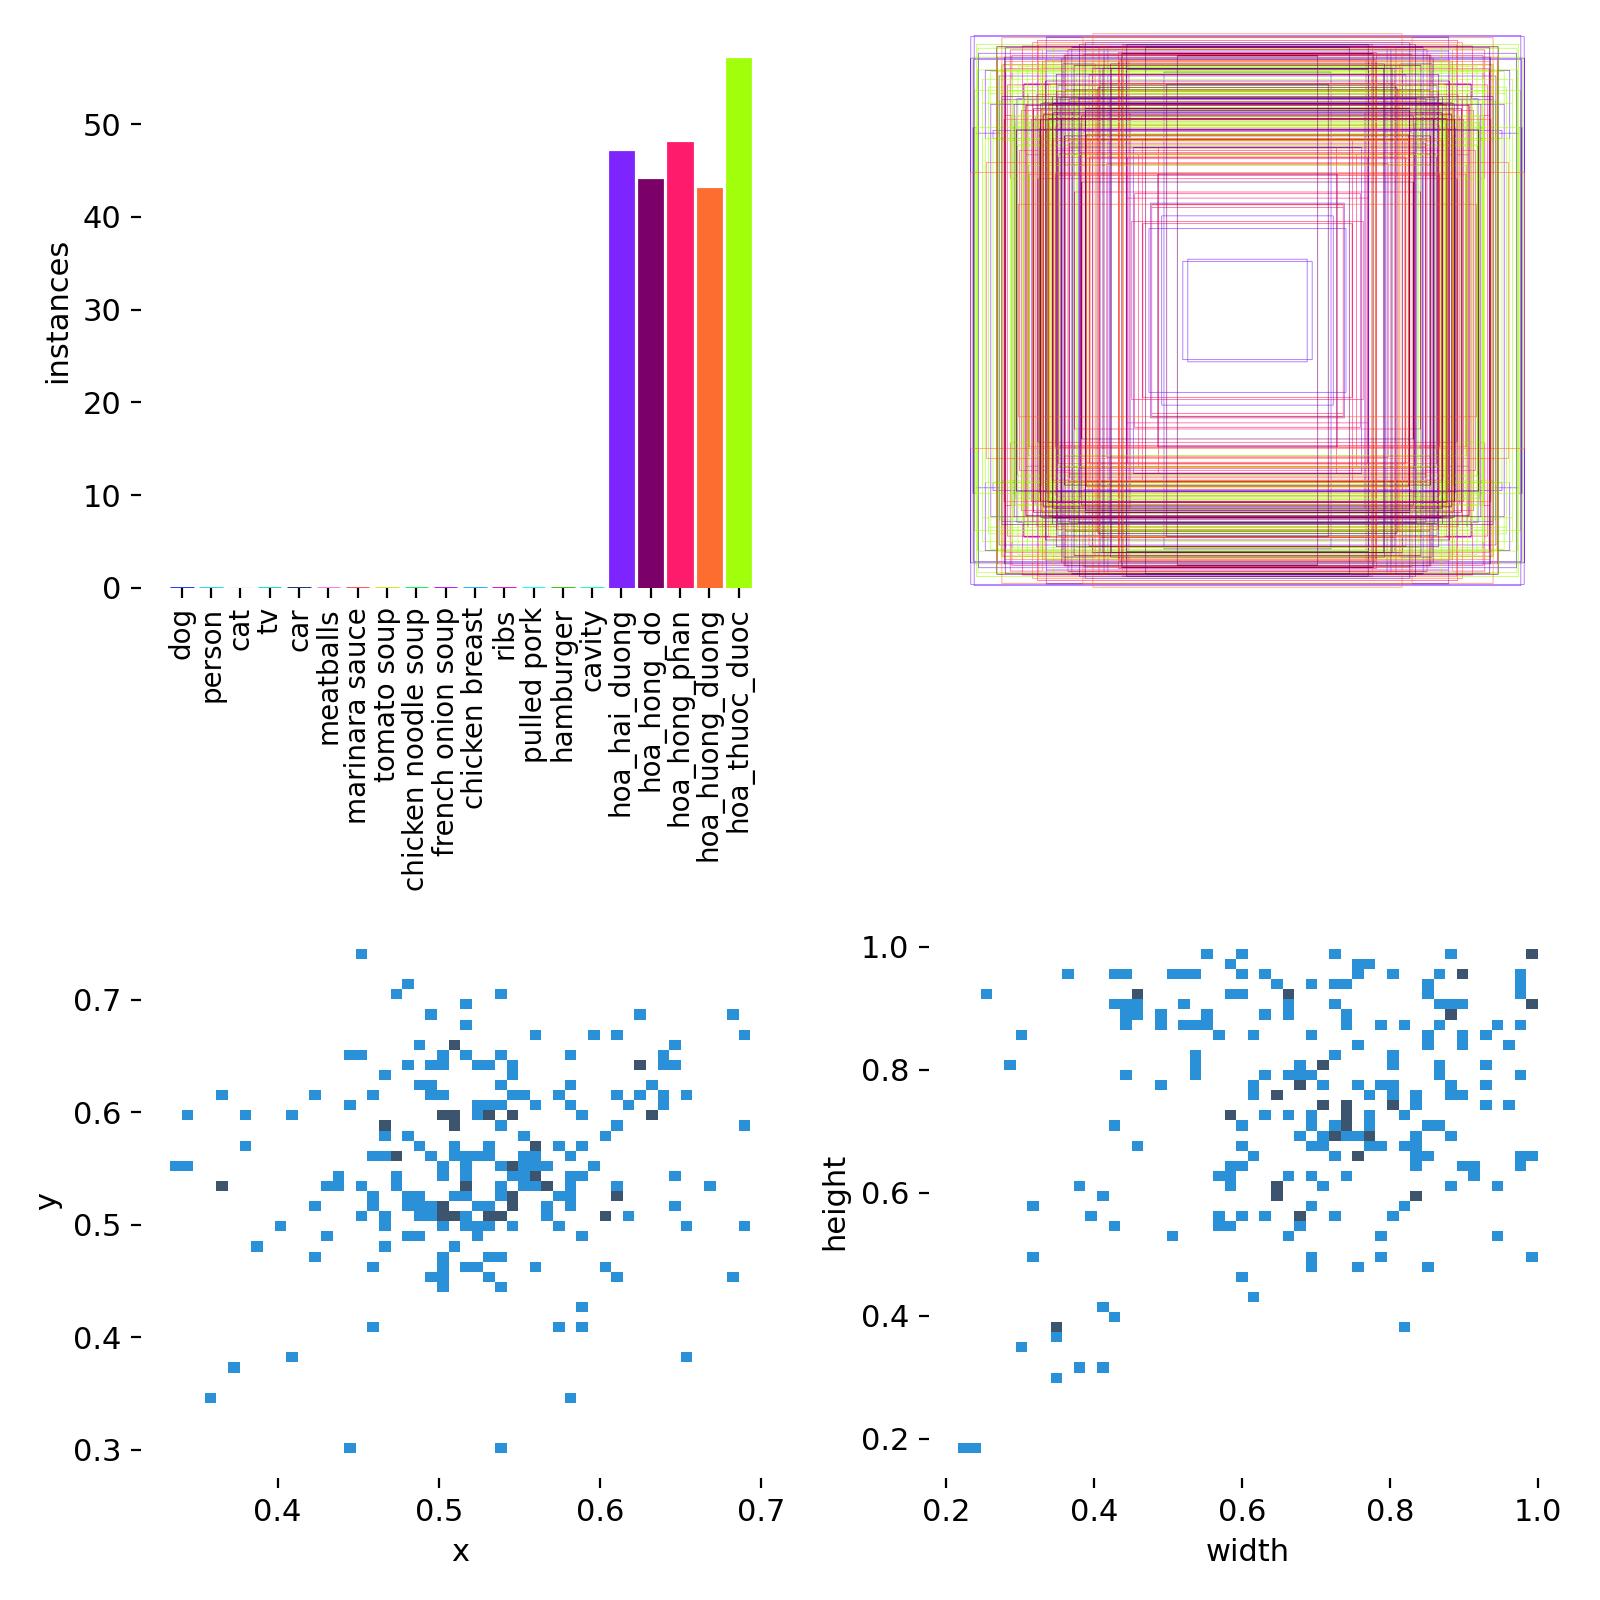 50
40
30
20
10
0
instances
dog
person
cat
tv
car
meatballs
marinara sauce
tomato soup
chicken noodle soup
french onion soup
chicken breast
ribs
pulled pork
hamburger
cavity
hoa_hai_duong
hoa_hong_do
hoa_hong_phan
hoa_huong_duong
hoa_thuoc_duoc
0.7
0.6
0.5
0.4
0.3
y
0.4
0.5
0.6
0.7
x
1.0
0.8
0.6
0.4
0.2
height
0.2
0.4
0.6
0.8
1.0
width